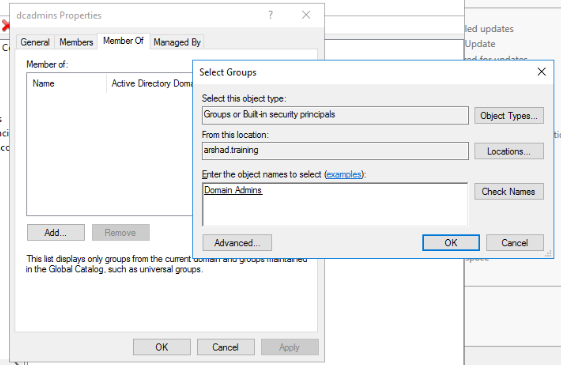 dcadmins Properties
?
General Members Member Of Managed By
Member of:
Name Active Directory Doma
Add... Remove
This list displays only groups from the current domain and groups maintained
in the Global Catalog, such as universal groups.
OK Cancel Apply
Select Groups
Select this object type:
Groups or Built-in security principals
Object Types...
From this location:
arshad.training
Locations...
Enter the object names to select (examples):
Domain Admins
Check Names
Advanced...
OK Cancel
led updates
Update
red for updates
space